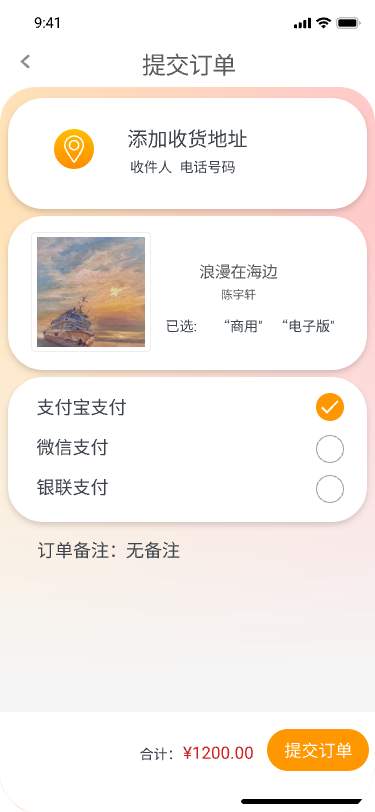 9:41
提交订单
添加收货地址
收件人 电话号码
浪漫在海边
陈宇轩
已选: “商用" “电子版"
支付宝支付
微信支付
银联支付
订单备注：无备注
合计：¥1200.00 提交订单